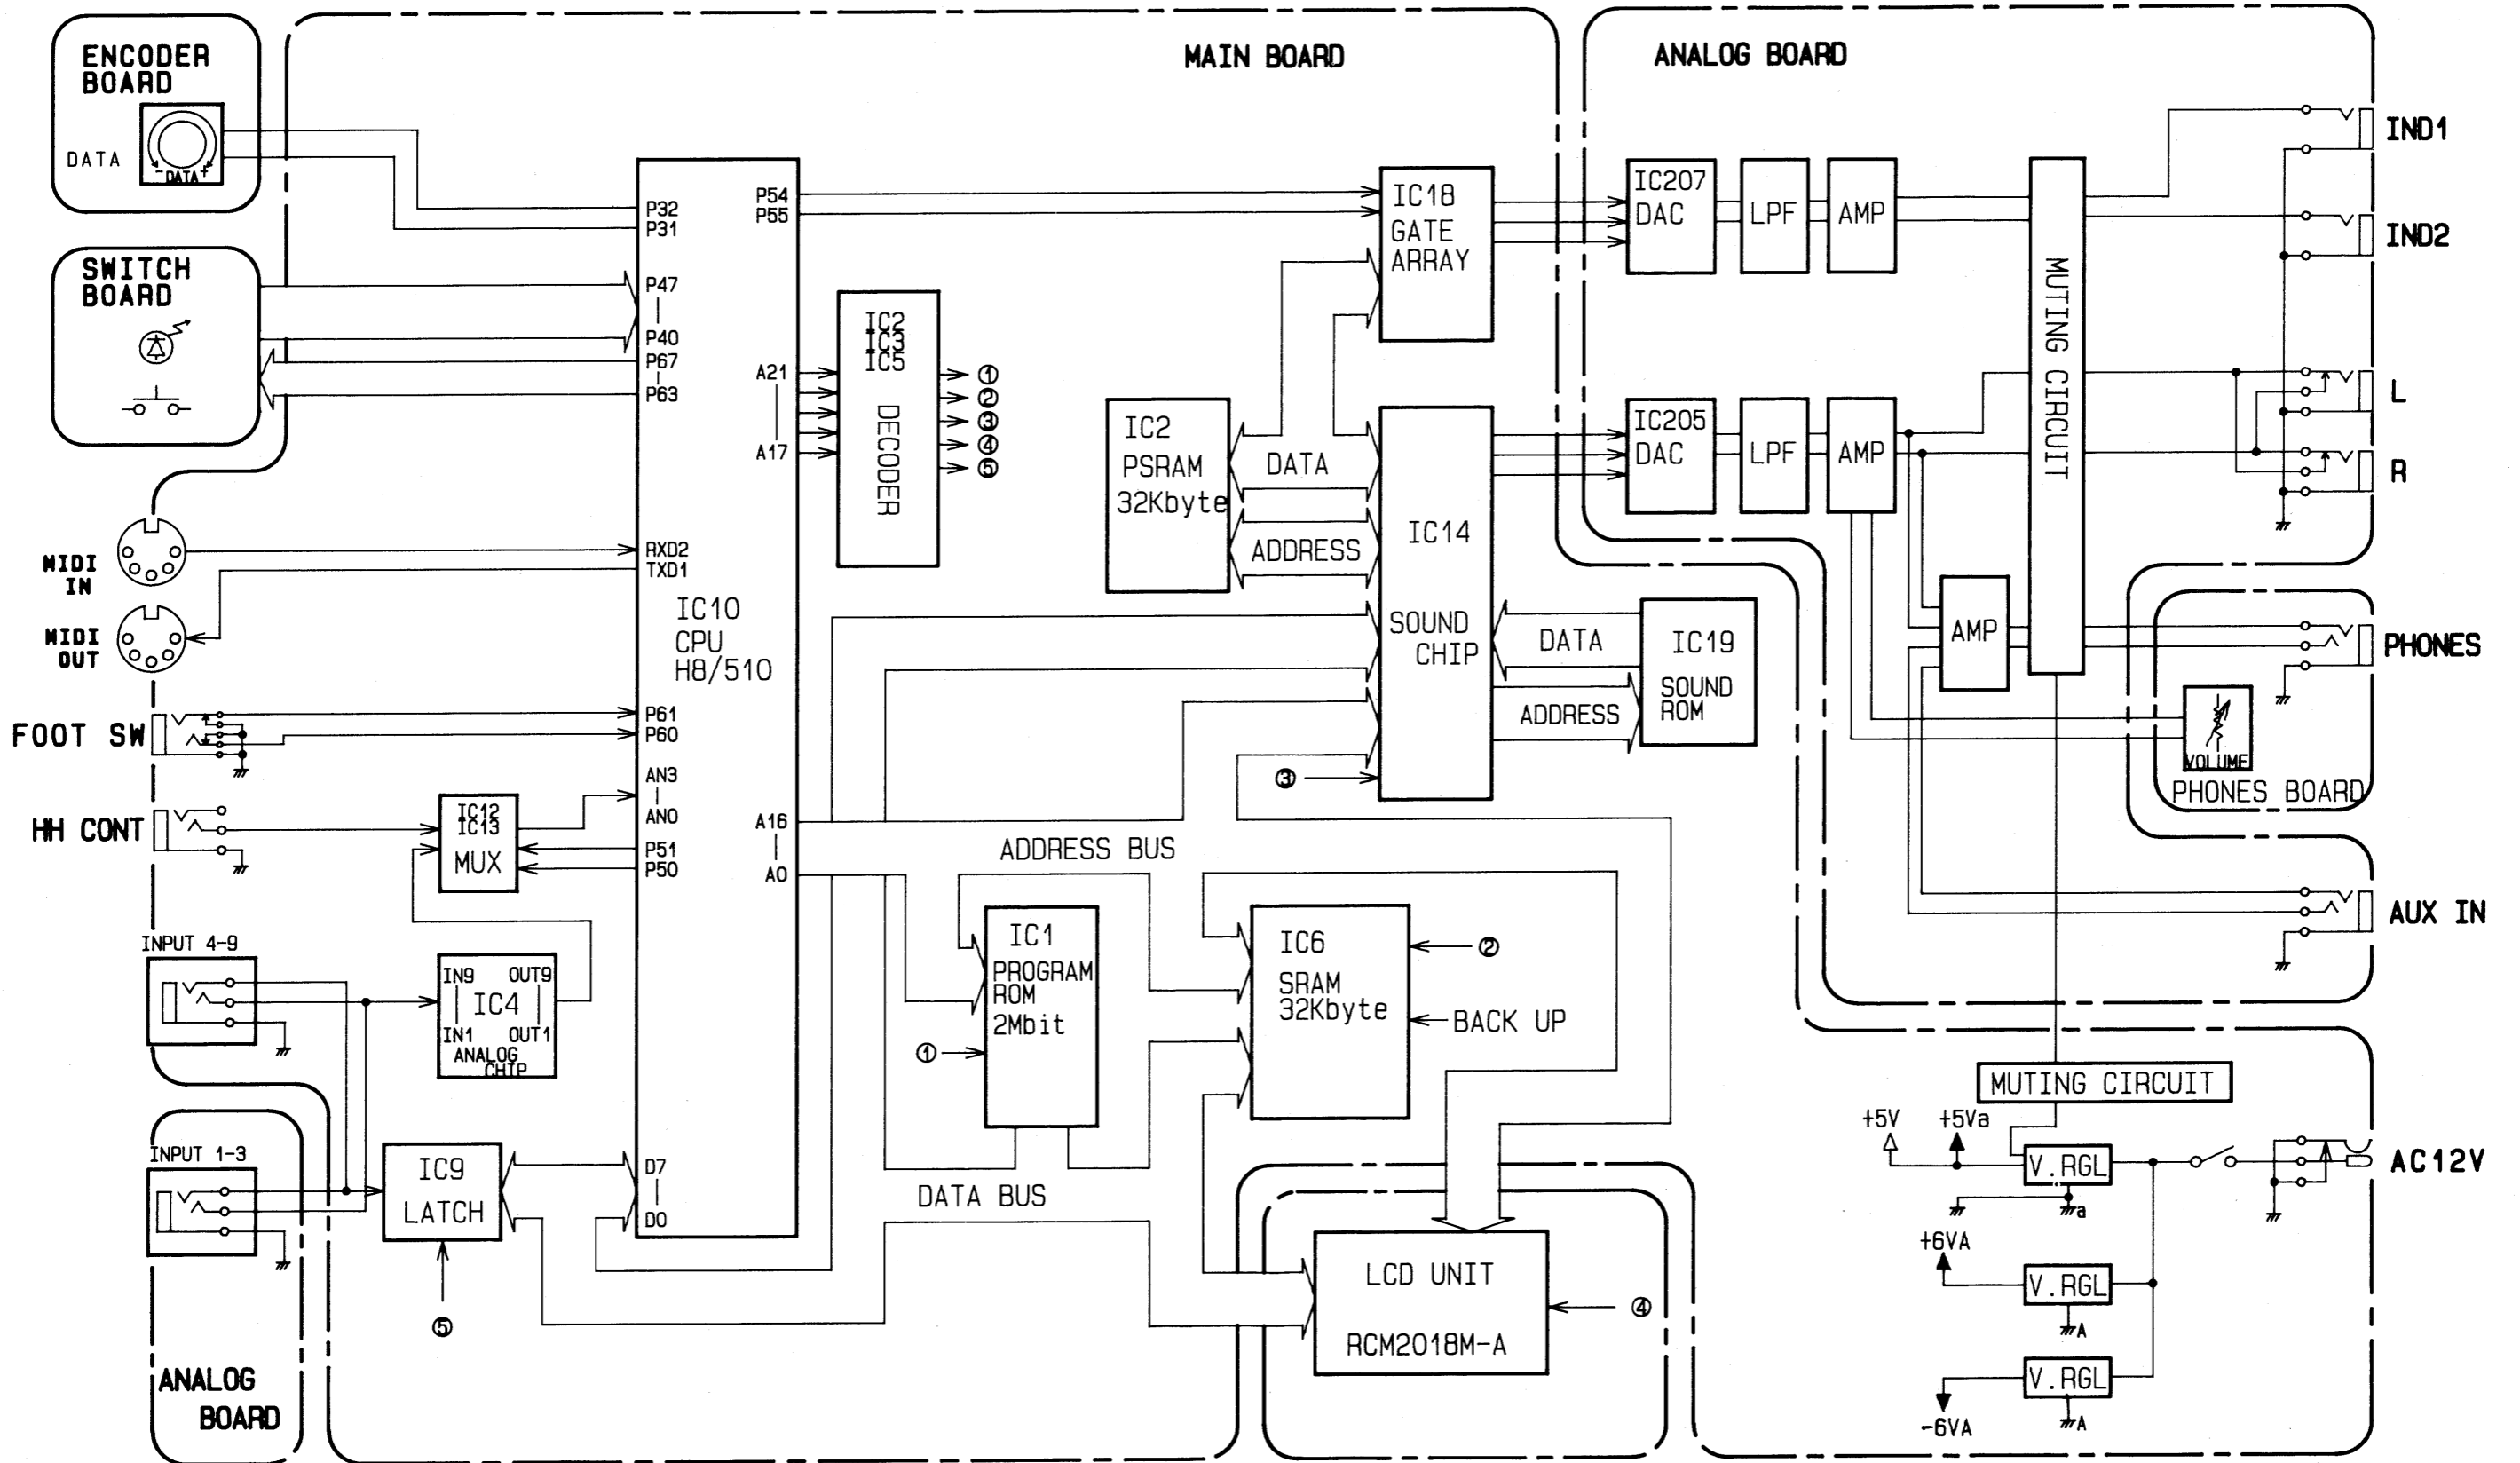 ENCODER
BOARD
DATA
- DATA +
SWITCH
BOARD
MIDI
IN
MIDI
OUT
FOOT SW
HH CONT
INPUT 4-9
INPUT 1-3
ANALOG
BOARD
MAIN BOARD
P32
P31
P47
P40
P67
P63
RXD2
TXD1
P61
P60
AN3
AN0
P51
P50
D7
D0
P54
P55
A21
A17
A16
A0
IC10
CPU
H8/510
IC12
IC13
MUX
IN9 OUT9
IC4
IN1 OUT1
ANALOG
CHIP
IC9
LATCH
⑤
IC2
IC3
IC5
DECODER
①
②
③
④
⑤
IC2
PSRAM
32Kbyte
DATA
ADDRESS
IC18
GATE
ARRAY
IC14
SOUND
CHIP
③
DATA
ADDRESS
IC19
SOUND
ROM
ADDRESS BUS
IC1
PROGRAM
ROM
2Mbit
①
IC6
SRAM
32Kbyte
②
BACK UP
DATA BUS
LCD UNIT
RCM2018M-A
④
ANALOG BOARD
IC207
DAC
LPF
AMP
IC205
DAC
LPF
AMP
AMP
MUTING CIRCUIT
IND1
IND2
L
R
PHONES
VOLUME
PHONES BOARD
AUX IN
MUTING CIRCUIT
+5V
+5Va
V.RGL
a
AC12V
+6VA
V.RGL
A
-6VA
V.RGL
A